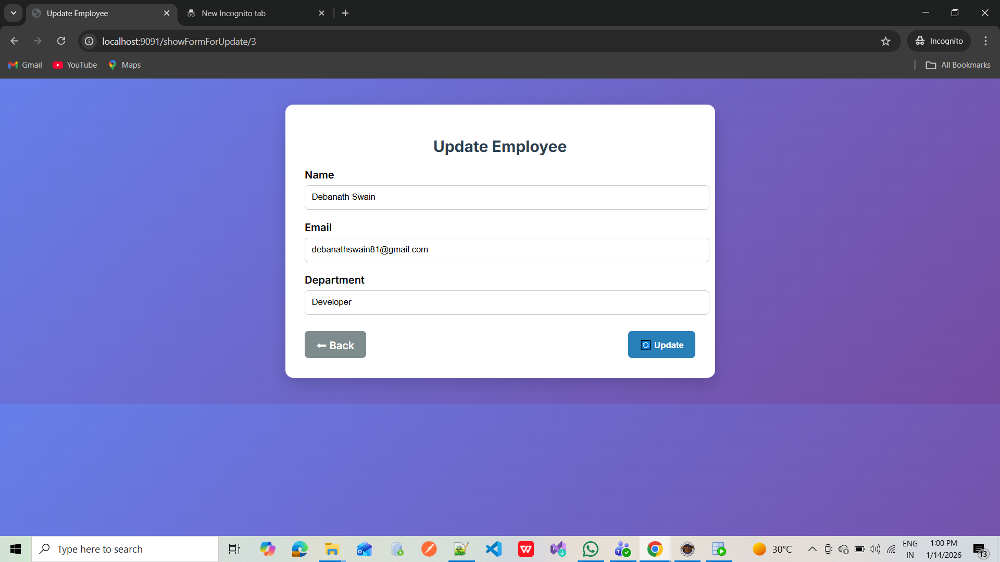 Update Employee
New Incognito tab
localhost:9091/showFormForUpdate/3
Incognito
Gmail
YouTube
Maps
All Bookmarks
Update Employee
Name
Debanath Swain
Email
debanathswain81@gmail.com
Department
Developer
Back
Update
Type here to search
30°C
ENG
IN
1:00 PM
1/14/2026
13